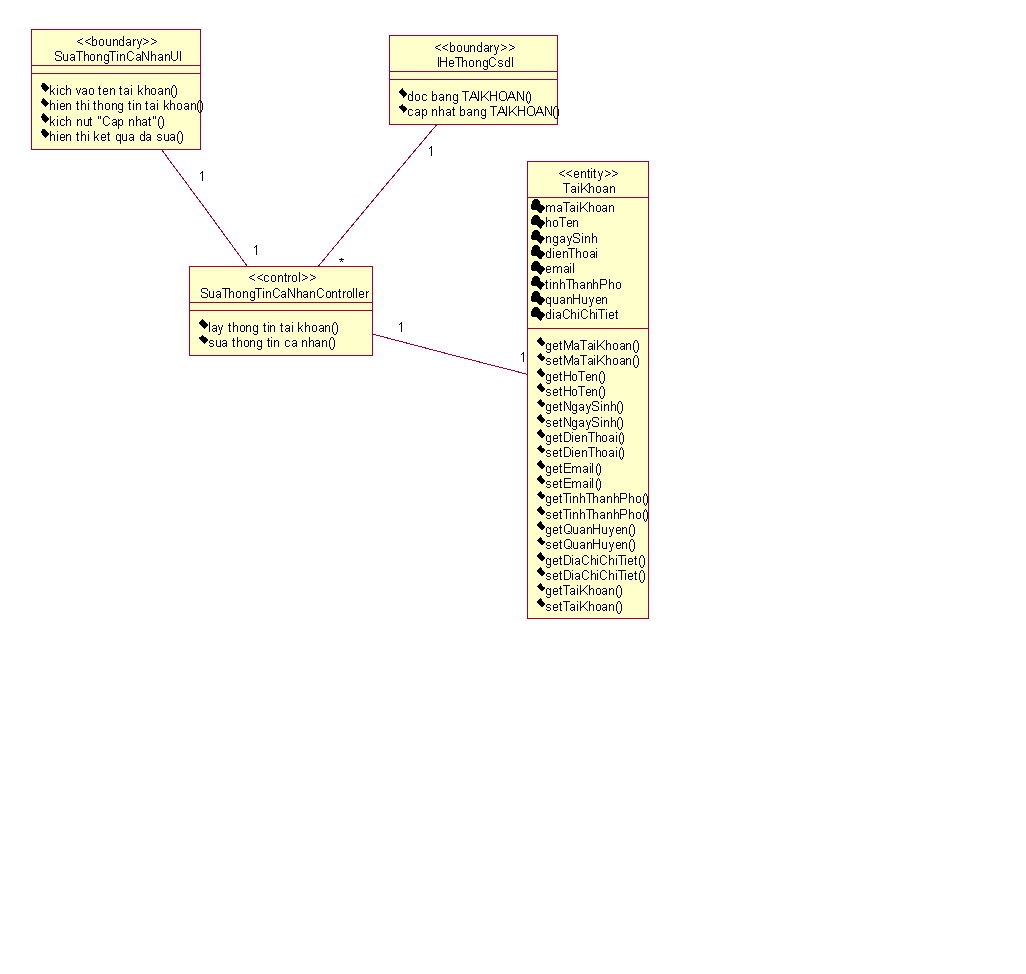 <<boundary>>
SuaThongTinCaNhanUI
kich vao ten tai khoan()
hien thi thong tin tai khoan()
kich nut "Cap nhat"()
hien thi ket qua da sua()
<<boundary>>
IHeThongCsdl
doc bang TAIKHOAN()
cap nhat bang TAIKHOAN()
1
1
1
*
<<control>>
SuaThongTinCaNhanController
lay thong tin tai khoan()
sua thong tin ca nhan()
1
1
<<entity>>
TaiKhoan
maTaiKhoan
hoTen
ngaySinh
dienThoai
email
tinhThanhPho
quanHuyen
diaChiChiTiet
getMaTaiKhoan()
setMaTaiKhoan()
getHoTen()
setHoTen()
getNgaySinh()
setNgaySinh()
getDienThoai()
setDienThoai()
getEmail()
setEmail()
getTinhThanhPho()
setTinhThanhPho()
getQuanHuyen()
setQuanHuyen()
getDiaChiChiTiet()
setDiaChiChiTiet()
getTaiKhoan()
setTaiKhoan()